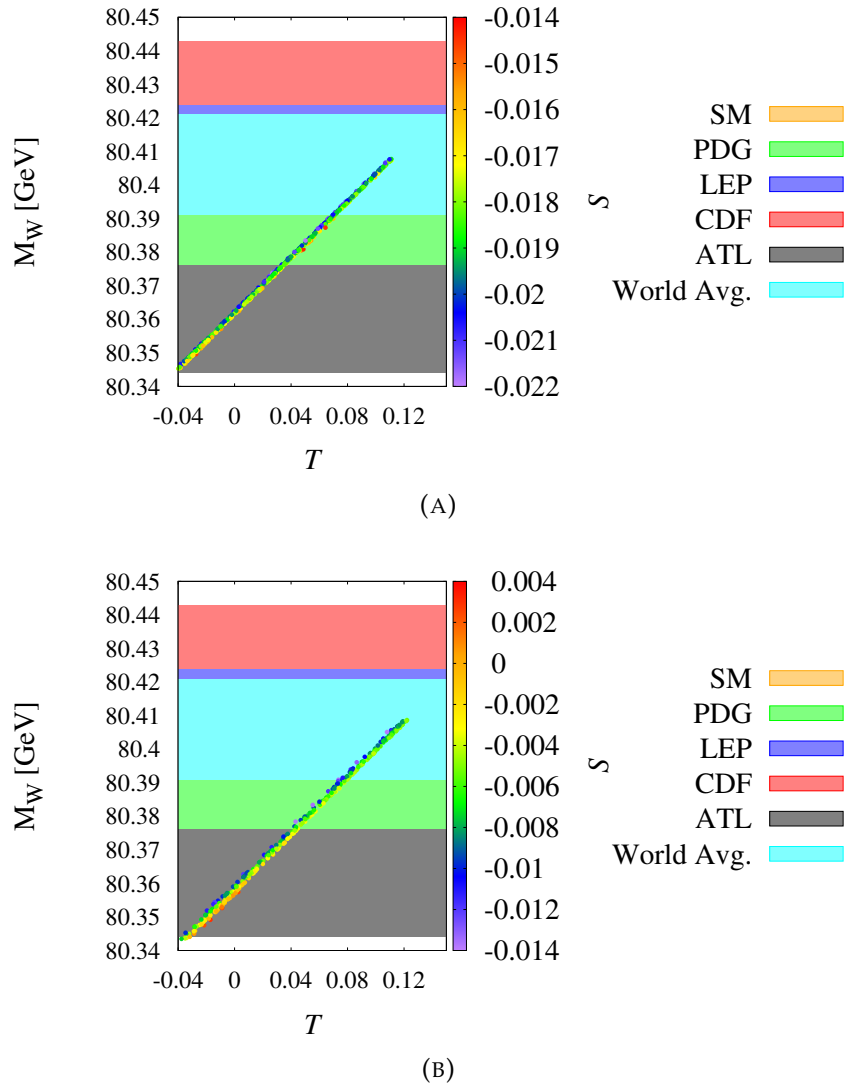 80.45
80.44
80.43
80.42
80.41
80.4
80.39
80.38
80.37
80.36
80.35
80.34
M_W [GeV]
-0.04 0 0.04 0.08 0.12
T
-0.014
-0.015
-0.016
-0.017
-0.018
-0.019
-0.02
-0.021
-0.022
S
SM
PDG
LEP
CDF
ATL
World Avg.
(A)
80.45
80.44
80.43
80.42
80.41
80.4
80.39
80.38
80.37
80.36
80.35
80.34
M_W [GeV]
-0.04 0 0.04 0.08 0.12
T
0.004
0.002
0
-0.002
-0.004
-0.006
-0.008
-0.01
-0.012
-0.014
S
SM
PDG
LEP
CDF
ATL
World Avg.
(B)